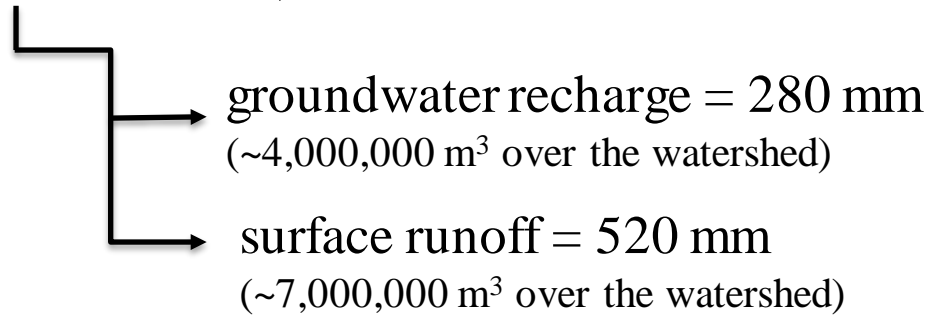 groundwater recharge = 280 mm
(~4,000,000 m³ over the watershed)
surface runoff = 520 mm
(~7,000,000 m³ over the watershed)